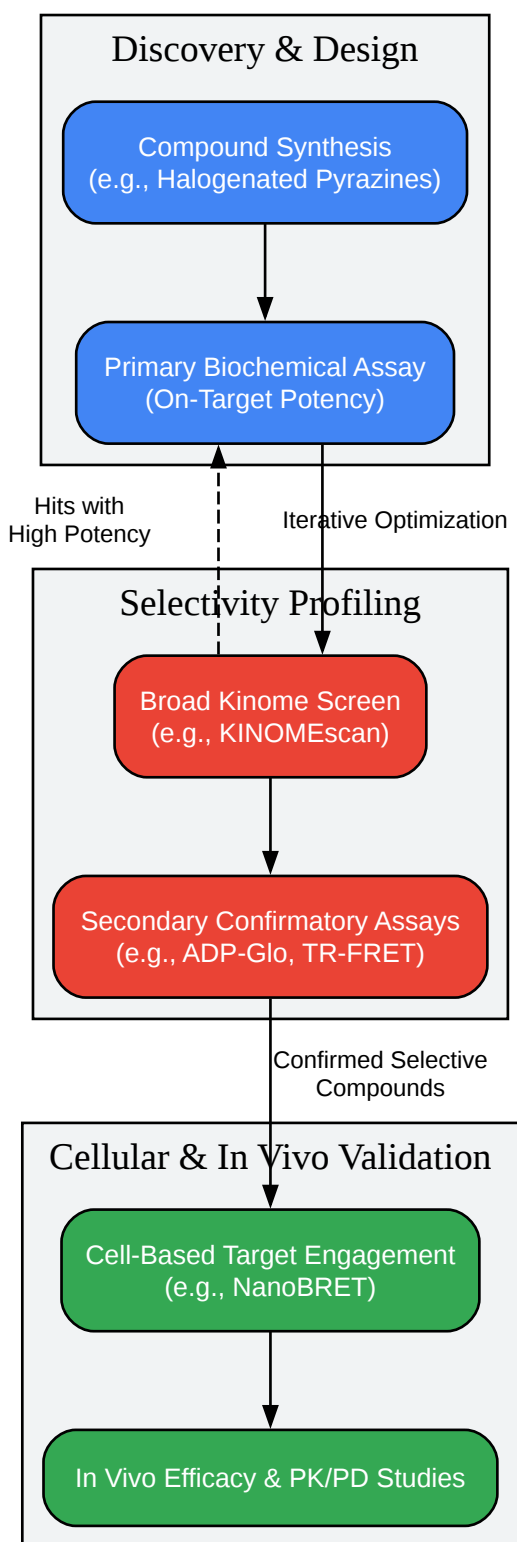 Discovery & Design
Compound Synthesis
(e.g., Halogenated Pyrazines)
Primary Biochemical Assay
(On-Target Potency)
Hits with
High Potency
Iterative Optimization
Selectivity Profiling
Broad Kinome Screen
(e.g., KINOMEscan)
Secondary Confirmatory Assays
(e.g., ADP-Glo, TR-FRET)
Confirmed Selective
Compounds
Cellular & In Vivo Validation
Cell-Based Target Engagement
(e.g., NanoBRET)
In Vivo Efficacy & PK/PD Studies